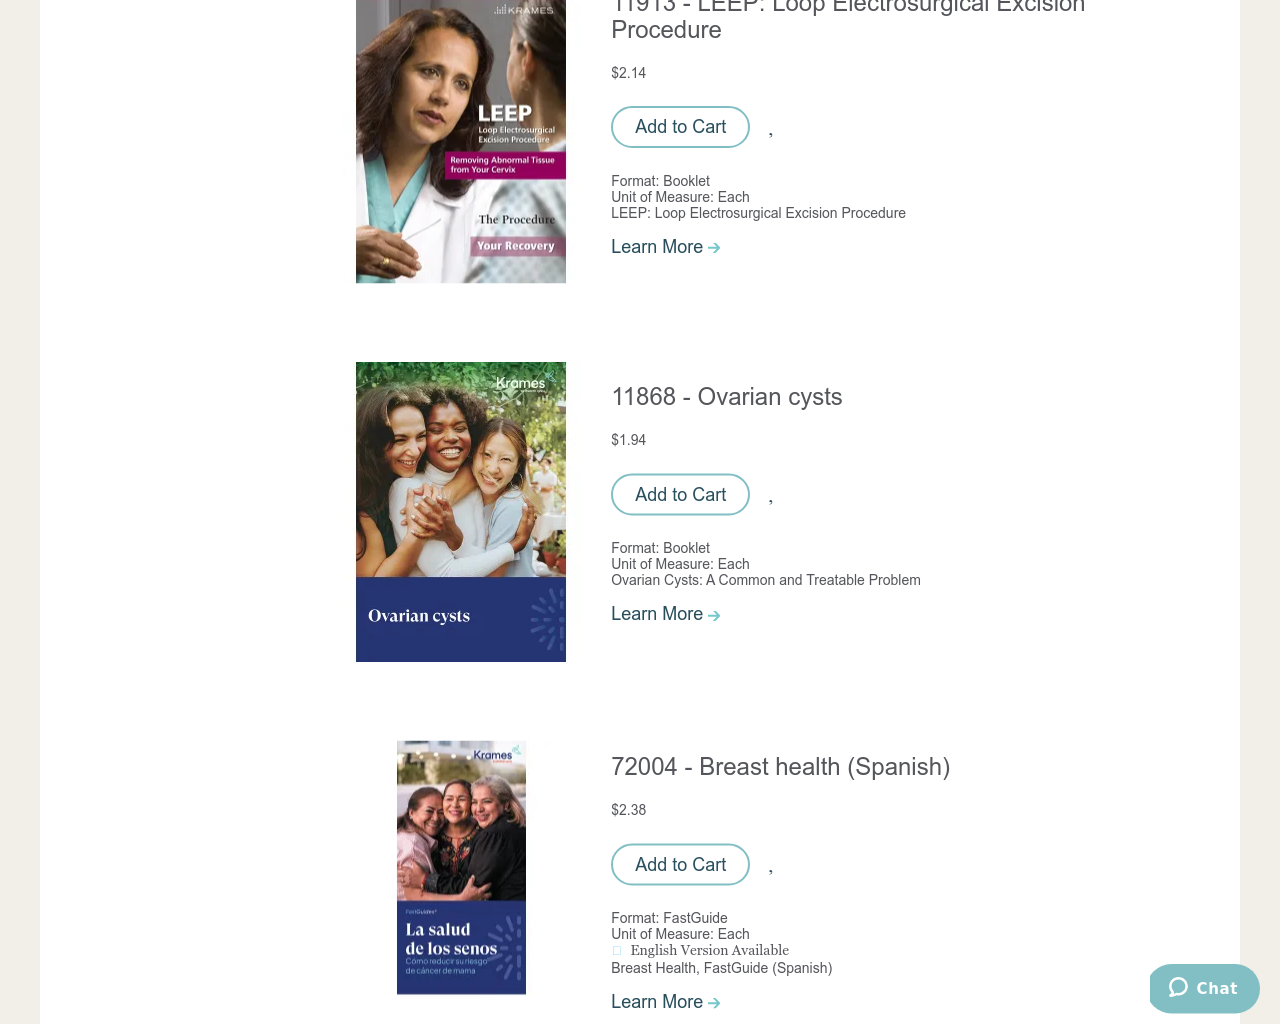 KRAMES
LEEP
Loop Electrosurgical
Excision Procedure
Removing Abnormal Tissue
from Your Cervix
The Procedure
Your Recovery
11913 - LEEP: Loop Electrosurgical Excision
Procedure
$2.14
Add to Cart ,
Format: Booklet
Unit of Measure: Each
LEEP: Loop Electrosurgical Excision Procedure
Learn More →
Krames
Ovarian cysts
11868 - Ovarian cysts
$1.94
Add to Cart ,
Format: Booklet
Unit of Measure: Each
Ovarian Cysts: A Common and Treatable Problem
Learn More →
Krames
FastGuides®
La salud
de los senos
Cómo reducir su riesgo
de cáncer de mama
72004 - Breast health (Spanish)
$2.38
Add to Cart ,
Format: FastGuide
Unit of Measure: Each
English Version Available
Breast Health, FastGuide (Spanish)
Learn More →
Chat